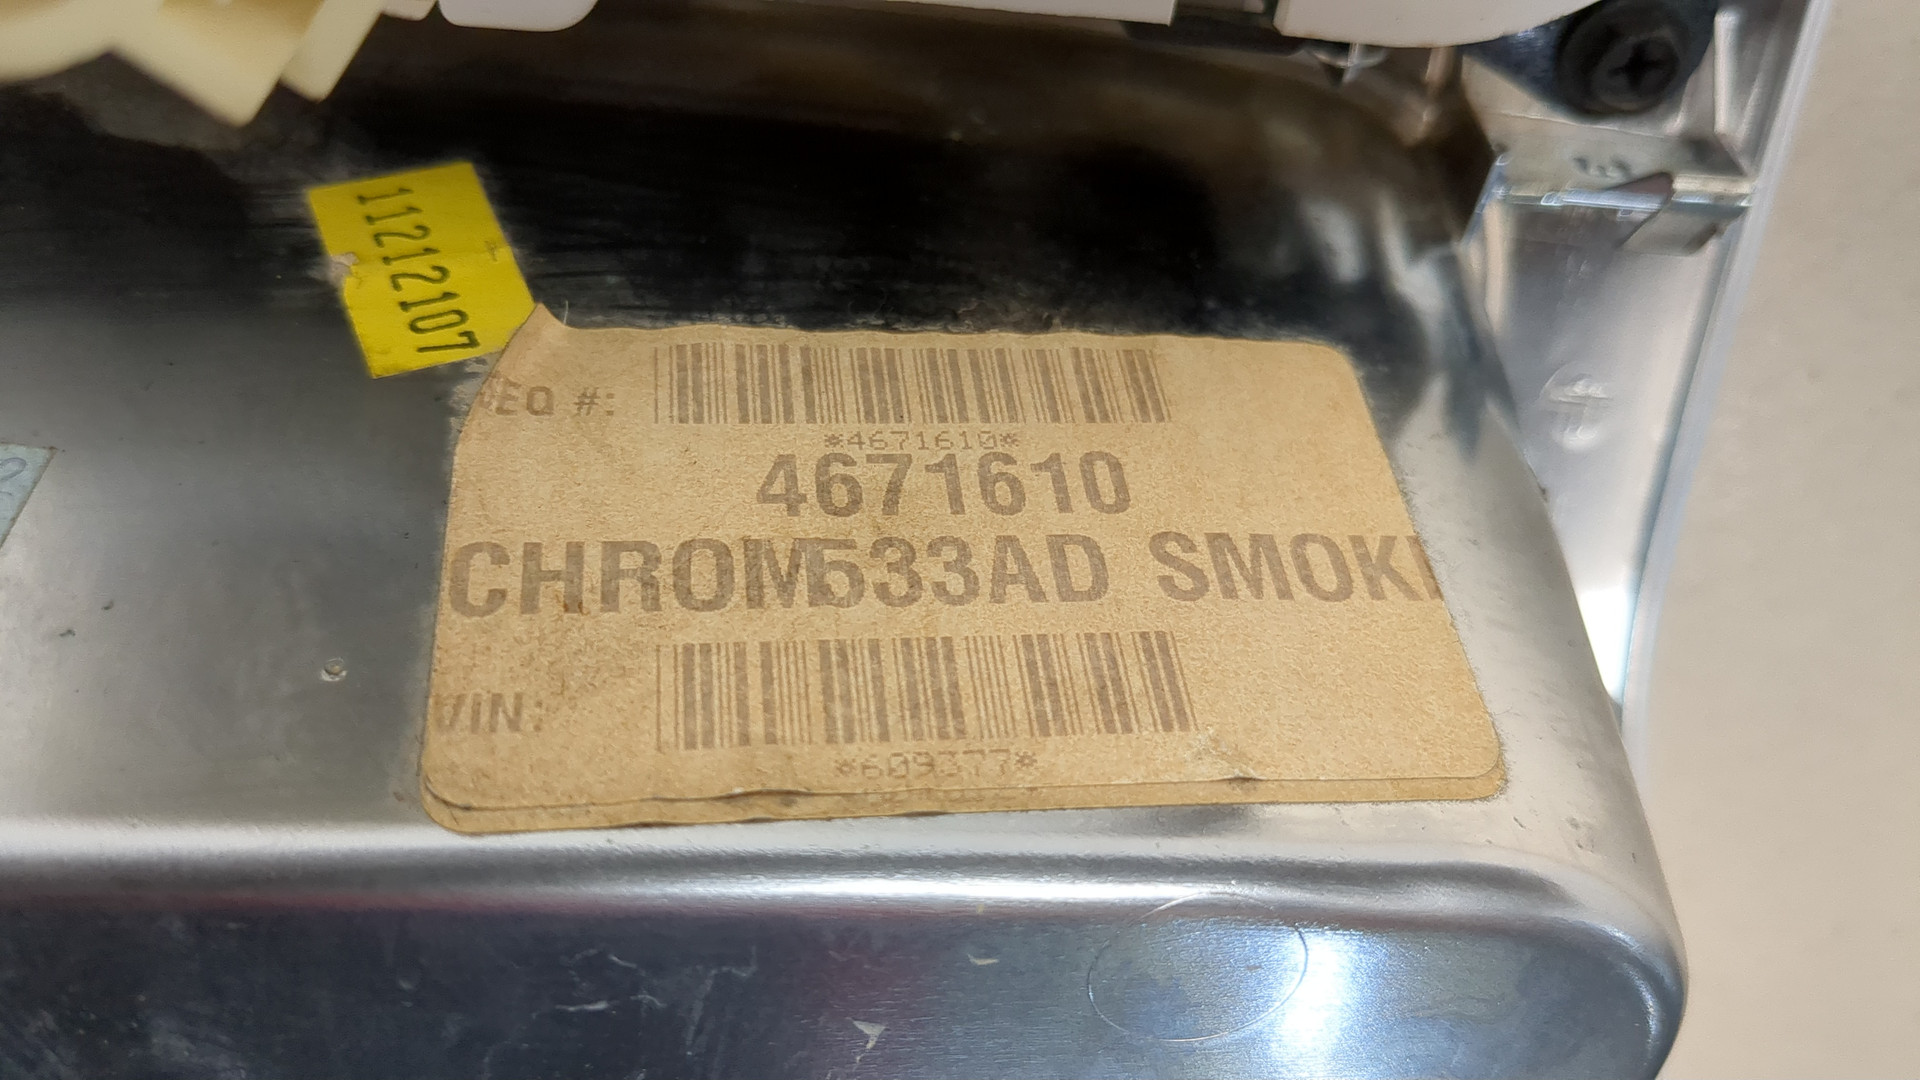 11212107
EQ #:
*4671610*
4671610
CHROM533AD SMOK
VIN:
*609377*